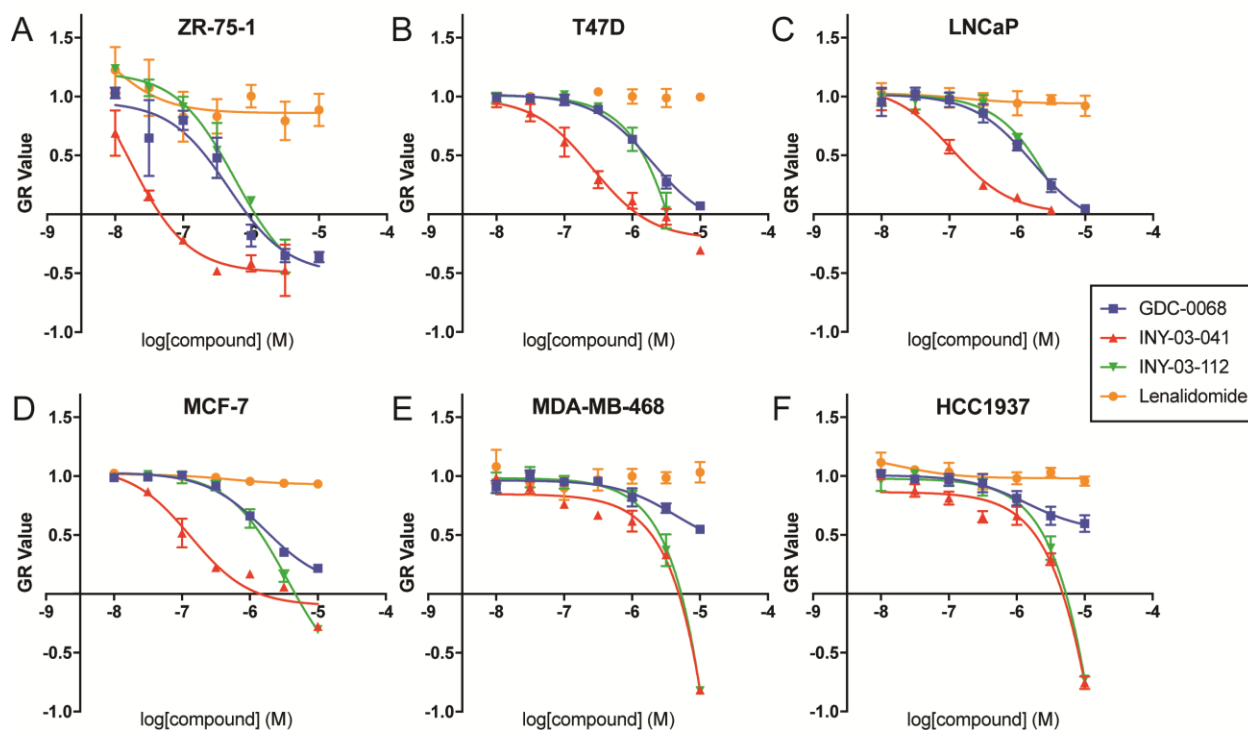 A
ZR-75-1
1.5
1.0
0.5
-0.5
-1.0
GR Value
-9 -8 -7 -6 -5 -4
log[compound] (M)
B
T47D
1.5
1.0
0.5
-0.5
-1.0
GR Value
-9 -8 -7 -6 -5 -4
log[compound] (M)
C
LNCaP
1.5
1.0
0.5
-0.5
-1.0
GR Value
-9 -8 -7 -6 -5 -4
log[compound] (M)
GDC-0068
INY-03-041
INY-03-112
Lenalidomide
D
MCF-7
1.5
1.0
0.5
-0.5
-1.0
GR Value
-9 -8 -7 -6 -5 -4
log[compound] (M)
E
MDA-MB-468
1.5
1.0
0.5
-0.5
-1.0
GR Value
-9 -8 -7 -6 -5 -4
log[compound] (M)
F
HCC1937
1.5
1.0
0.5
-0.5
-1.0
GR Value
-9 -8 -7 -6 -5 -4
log[compound] (M)